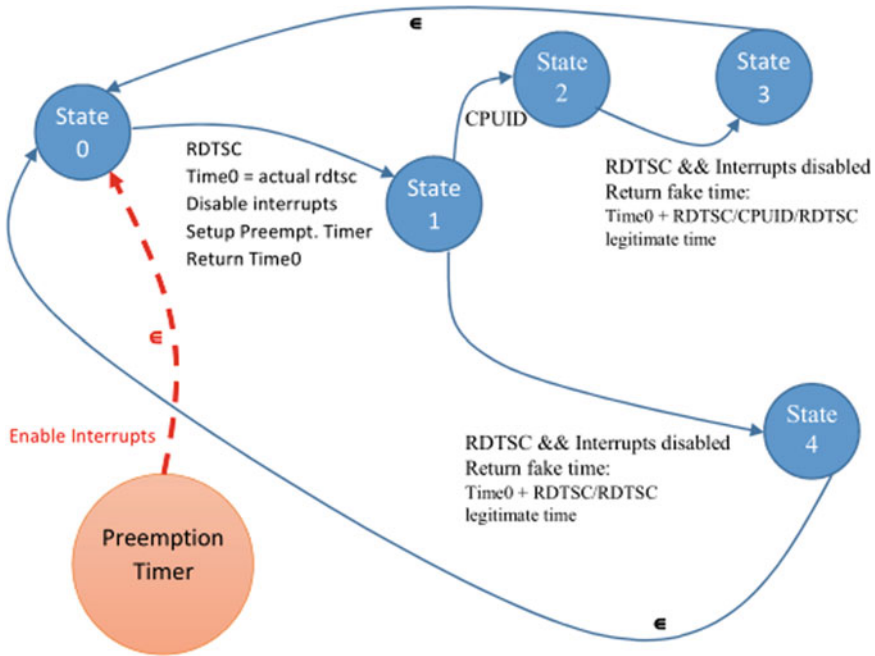 ∈
State
0
RDTSC
Time0 = actual rdtsc
Disable interrupts
Setup Preempt. Timer
Return Time0
State
1
CPUID
State
2
State
3
RDTSC && Interrupts disabled
Return fake time:
Time0 + RDTSC/CPUID/RDTSC
legitimate time
∈
Enable Interrupts
Preemption
Timer
RDTSC && Interrupts disabled
Return fake time:
Time0 + RDTSC/RDTSC
legitimate time
State
4
∈